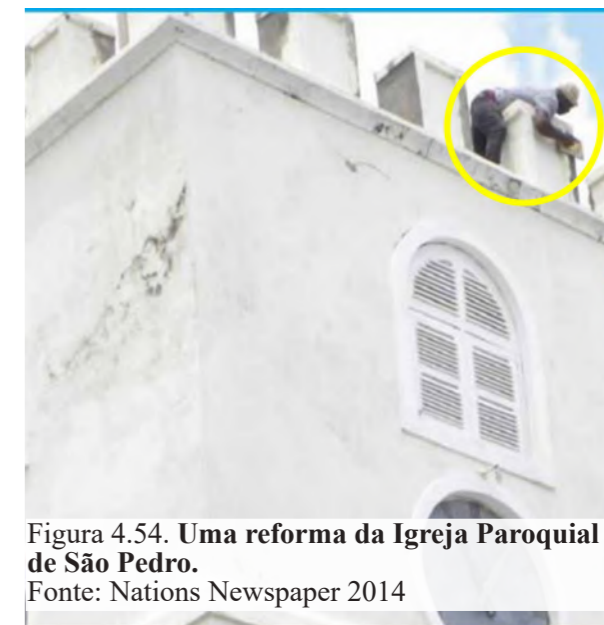 Figura 4.54. Uma reforma da Igreja Paroquial
de São Pedro.
Fonte: Nations Newspaper 2014